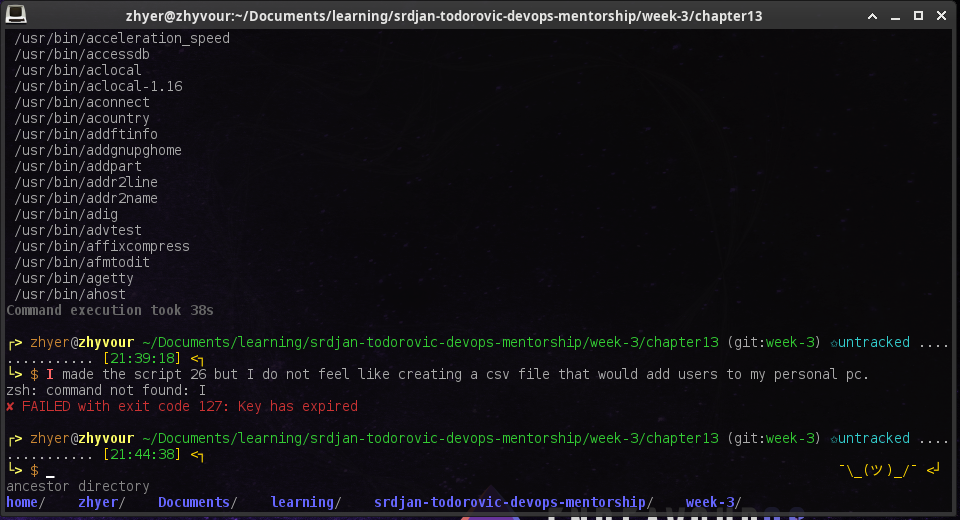 zhyer@zhyvour:~/Documents/learning/srdjan-todorovic-devops-mentorship/week-3/chapter13
/usr/bin/acceleration_speed
/usr/bin/accessdb
/usr/bin/aclocal
/usr/bin/aclocal-1.16
/usr/bin/aconnect
/usr/bin/acountry
/usr/bin/addftinfo
/usr/bin/addgnupghome
/usr/bin/addpart
/usr/bin/addr2line
/usr/bin/addr2name
/usr/bin/adig
/usr/bin/advtest
/usr/bin/affixcompress
/usr/bin/afmtodit
/usr/bin/agetty
/usr/bin/ahost
Command execution took 38s
┌> zhyer@zhyvour ~/Documents/learning/srdjan-todorovic-devops-mentorship/week-3/chapter13 (git:week-3) ✩untracked ....
........... [21:39:18] <┐
└> $ I made the script 26 but I do not feel like creating a csv file that would add users to my personal pc.
zsh: command not found: I
✘ FAILED with exit code 127: Key has expired
┌> zhyer@zhyvour ~/Documents/learning/srdjan-todorovic-devops-mentorship/week-3/chapter13 (git:week-3) ✩untracked ....
........... [21:44:38] <┐
└> $ _ ¯\_(ツ)_/¯ <┘
ancestor directory
home/ zhyer/ Documents/ learning/ srdjan-todorovic-devops-mentorship/ week-3/